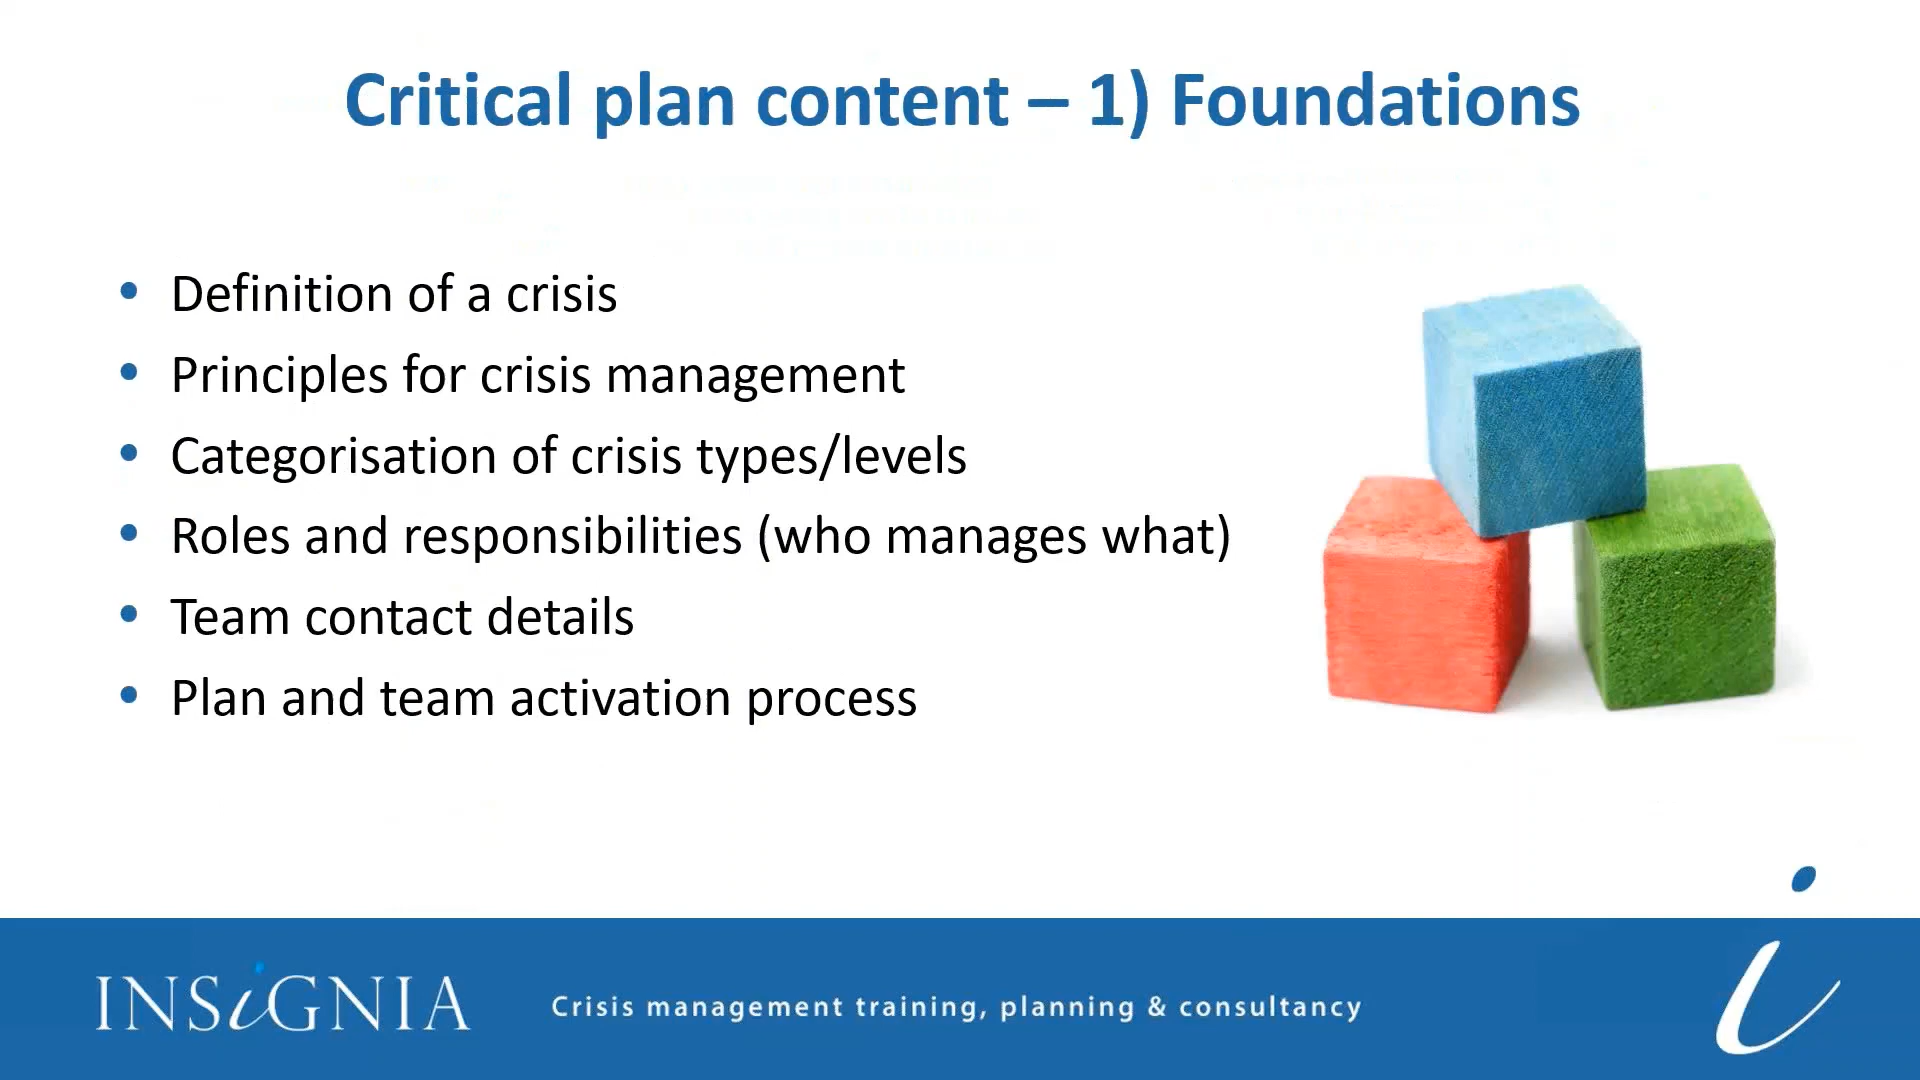 Critical plan content – 1) Foundations
• Definition of a crisis
• Principles for crisis management
• Categorisation of crisis types/levels
• Roles and responsibilities (who manages what)
• Team contact details
• Plan and team activation process
INSiGNIA
Crisis management training, planning & consultancy
i